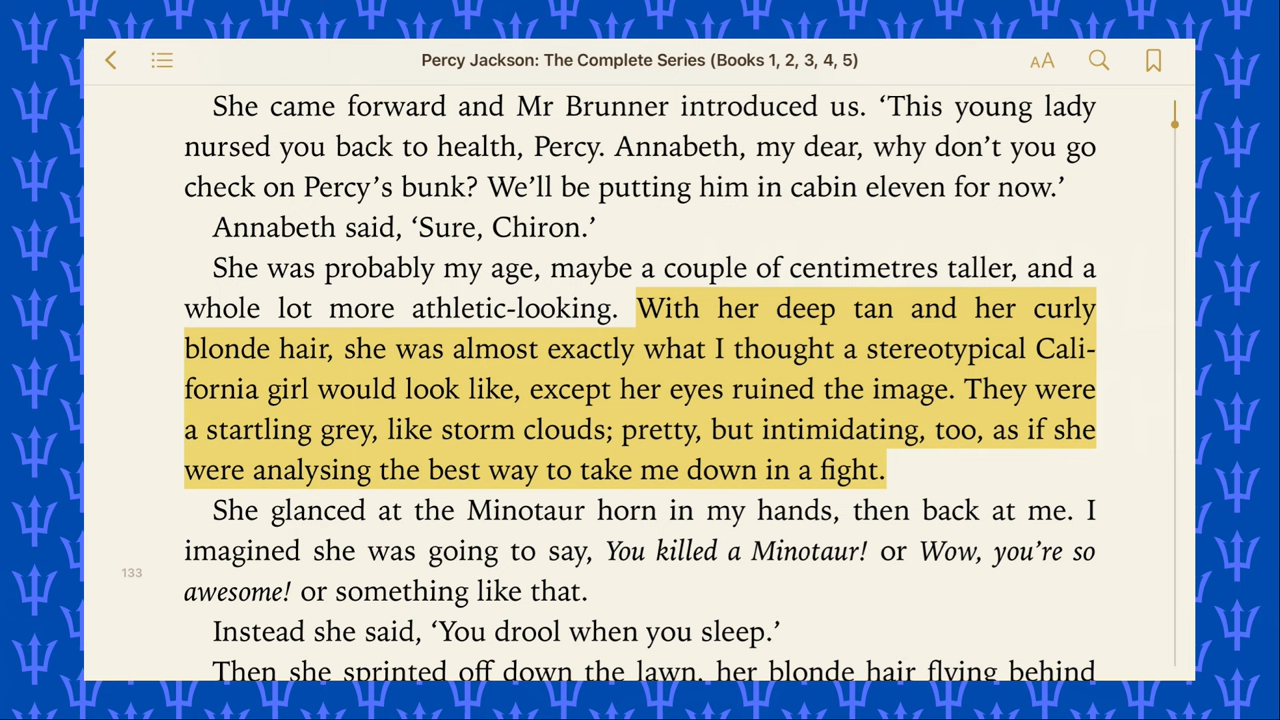 Percy Jackson: The Complete Series (Books 1, 2, 3, 4, 5)
AA
She came forward and Mr Brunner introduced us. ‘This young lady
nursed you back to health, Percy. Annabeth, my dear, why don’t you go
check on Percy’s bunk? We’ll be putting him in cabin eleven for now.’
Annabeth said, ‘Sure, Chiron.’
She was probably my age, maybe a couple of centimetres taller, and a
whole lot more athletic-looking. With her deep tan and her curly
blonde hair, she was almost exactly what I thought a stereotypical Cali-
fornia girl would look like, except her eyes ruined the image. They were
a startling grey, like storm clouds; pretty, but intimidating, too, as if she
were analysing the best way to take me down in a fight.
She glanced at the Minotaur horn in my hands, then back at me. I
imagined she was going to say, You killed a Minotaur! or Wow, you’re so
133
awesome! or something like that.
Instead she said, ‘You drool when you sleep.’
Then she sprinted off down the lawn, her blonde hair flying behind